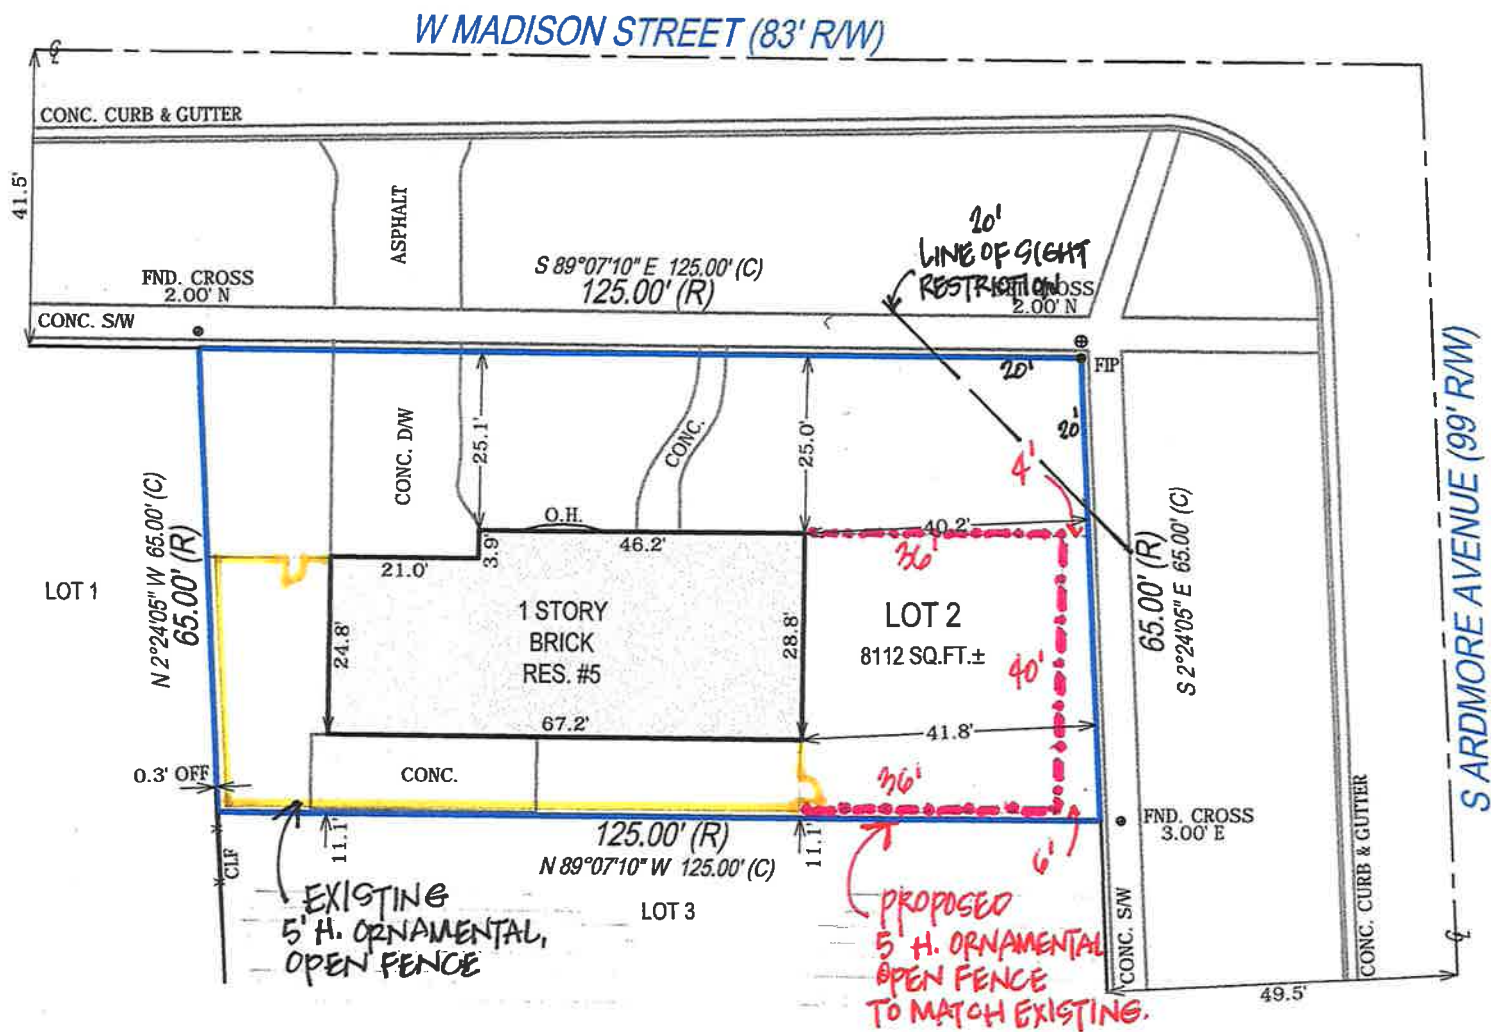 W MADISON STREET (83' R/W)
℄
CONC. CURB & GUTTER
41.5'
ASPHALT
20'
LINE OF SIGHT
RESTRICTION
FND. CROSS
2.00' N
S 89°07'10" E 125.00' (C)
125.00' (R)
2.00' N
CONC. S/W
FIP
20'
20'
S ARDMORE AVENUE (99' R/W)
CONC. D/W
25.1'
CONC.
25.0'
4'
N 2°24'05" W 65.00' (C)
65.00' (R)
O.H.
46.2'
40.2'
36'
3.9'
21.0'
65.00' (R)
S 2°24'05" E 65.00' (C)
LOT 1
1 STORY
BRICK
RES. #5
24.8'
28.8'
LOT 2
8112 SQ.FT.±
40'
67.2'
41.8'
0.3' OFF
CONC.
36'
FND. CROSS
3.00' E
125.00' (R)
N 89°07'10" W 125.00' (C)
11.1'
11.1'
6'
CLF
EXISTING
5' H. ORNAMENTAL,
OPEN FENCE
LOT 3
PROPOSED
5' H. ORNAMENTAL
OPEN FENCE
TO MATCH EXISTING.
CONC. S/W
CONC. CURB & GUTTER
℄
49.5'